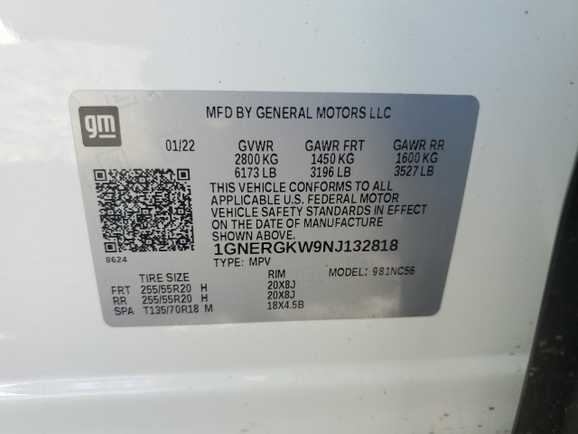 gm
MFD BY GENERAL MOTORS LLC
01/22 GVWR GAWR FRT GAWR RR
2800 KG 1450 KG 1600 KG
6173 LB 3196 LB 3527 LB
THIS VEHICLE CONFORMS TO ALL
APPLICABLE U.S. FEDERAL MOTOR
VEHICLE SAFETY STANDARDS IN EFFECT
ON THE DATE OF MANUFACTURE
SHOWN ABOVE.
8624
1GNERGKW9NJ132818
TYPE: MPV MODEL: 981NC56
TIRE SIZE RIM
FRT 255/55R20 H 20X8J
RR 255/55R20 H 20X8J
SPA T135/70R18 M 18X4.5B